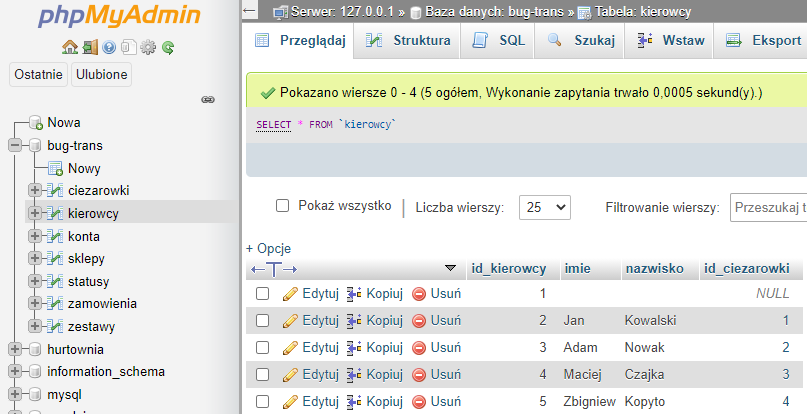 phpMyAdmin
Ostatnie Ulubione
Nowa
bug-trans
Nowy
ciezarowki
kierowcy
konta
sklepy
statusy
zamowienia
zestawy
hurtownia
information_schema
mysql
Serwer: 127.0.0.1 » Baza danych: bug-trans » Tabela: kierowcy
Przeglądaj Struktura SQL Szukaj Wstaw Eksport
Pokazano wiersze 0 - 4 (5 ogółem, Wykonanie zapytania trwało 0,0005 sekund(y).)
SELECT * FROM `kierowcy`
Pokaż wszystko | Liczba wierszy: 25 Filtrowanie wierszy: Przeszukaj t
+ Opcje
←T→ id_kierowcy imie nazwisko id_ciezarowki
Edytuj Kopiuj Usuń 1 NULL
Edytuj Kopiuj Usuń 2 Jan Kowalski 1
Edytuj Kopiuj Usuń 3 Adam Nowak 2
Edytuj Kopiuj Usuń 4 Maciej Czajka 3
Edytuj Kopiuj Usuń 5 Zbigniew Kopyto 4